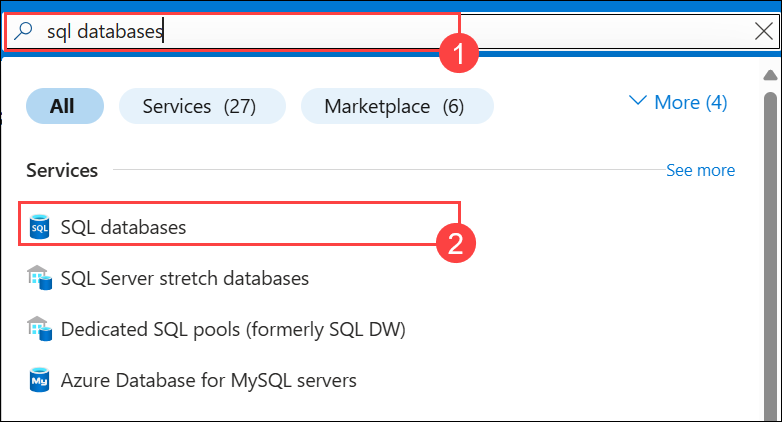 sql databases
1
All Services (27) Marketplace (6) More (4)
Services See more
SQL SQL databases
2
SQL Server stretch databases
Dedicated SQL pools (formerly SQL DW)
My Azure Database for MySQL servers